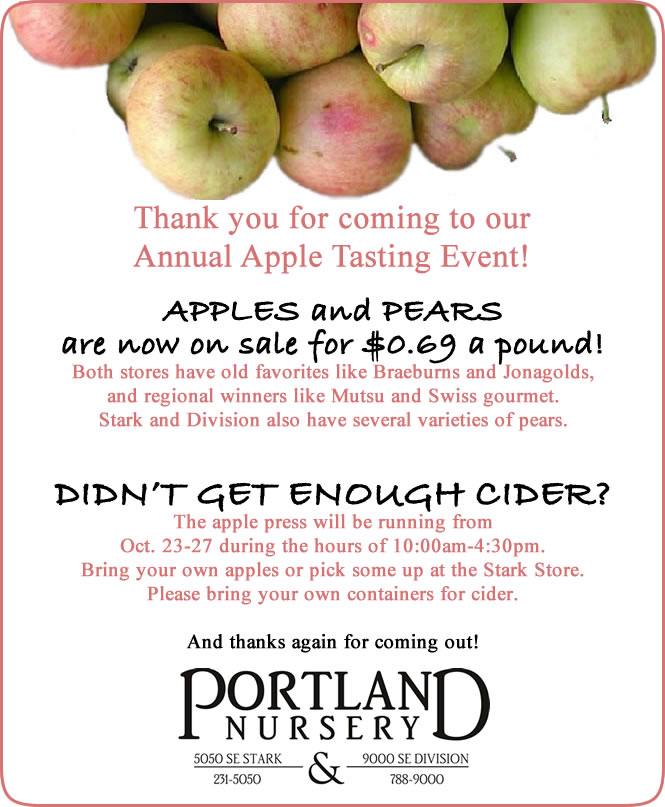 Thank you for coming to our
Annual Apple Tasting Event!
APPLES and PEARS
are now on sale for $0.69 a pound!
Both stores have old favorites like Braeburns and Jonagolds,
and regional winners like Mutsu and Swiss gourmet.
Stark and Division also have several varieties of pears.
DIDN'T GET ENOUGH CIDER?
The apple press will be running from
Oct. 23-27 during the hours of 10:00am-4:30pm.
Bring your own apples or pick some up at the Stark Store.
Please bring your own containers for cider.
And thanks again for coming out!
PORTLAND
NURSERY
5050 SE STARK & 9000 SE DIVISION
231-5050 788-9000